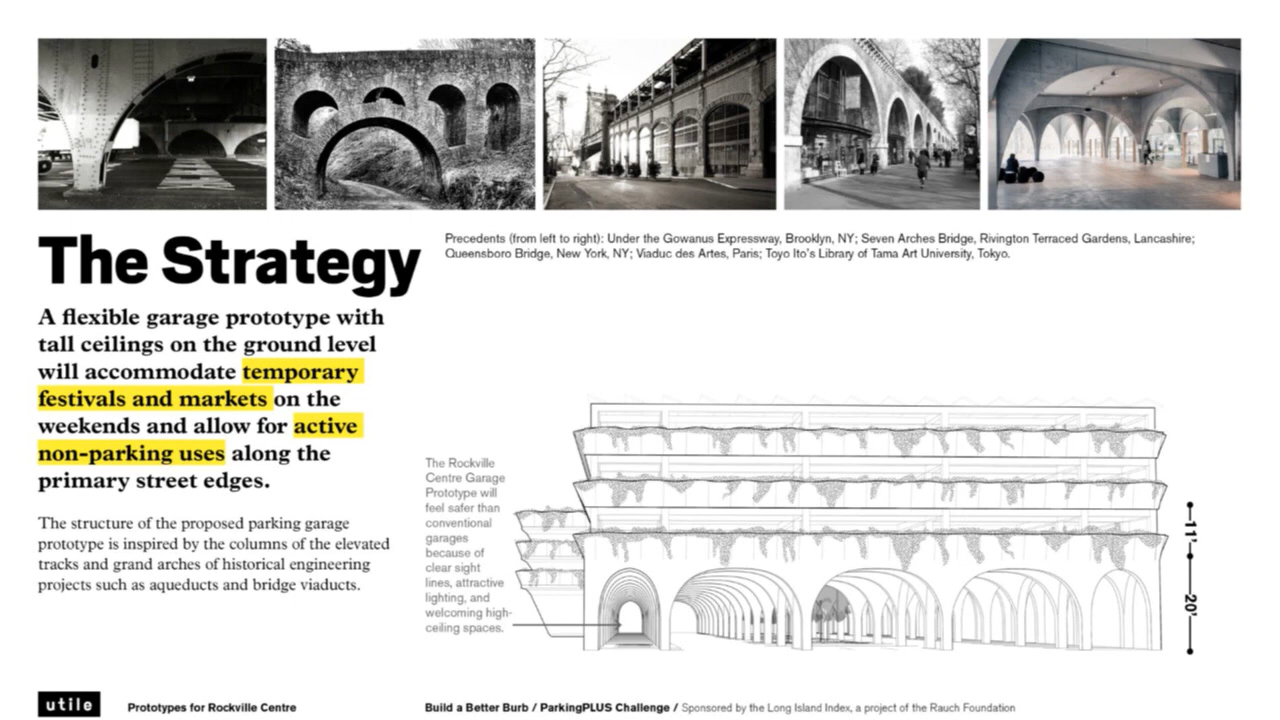 The Strategy
Precedents (from left to right): Under the Gowanus Expressway, Brooklyn, NY; Seven Arches Bridge, Rivington Terraced Gardens, Lancashire;
Queensboro Bridge, New York, NY; Viaduc des Artes, Paris; Toyo Ito's Library of Tama Art University, Tokyo.
A flexible garage prototype with
tall ceilings on the ground level
will accommodate temporary
festivals and markets on the
weekends and allow for active
non-parking uses along the
primary street edges.
The structure of the proposed parking garage
prototype is inspired by the columns of the elevated
tracks and grand arches of historical engineering
projects such as aqueducts and bridge viaducts.
The Rockville
Centre Garage
Prototype will
feel safer than
conventional
garages
because of
clear sight
lines, attractive
lighting, and
welcoming high-
ceiling spaces.
11'
20'
utile
Prototypes for Rockville Centre
Build a Better Burb / ParkingPLUS Challenge / Sponsored by the Long Island Index, a project of the Rauch Foundation